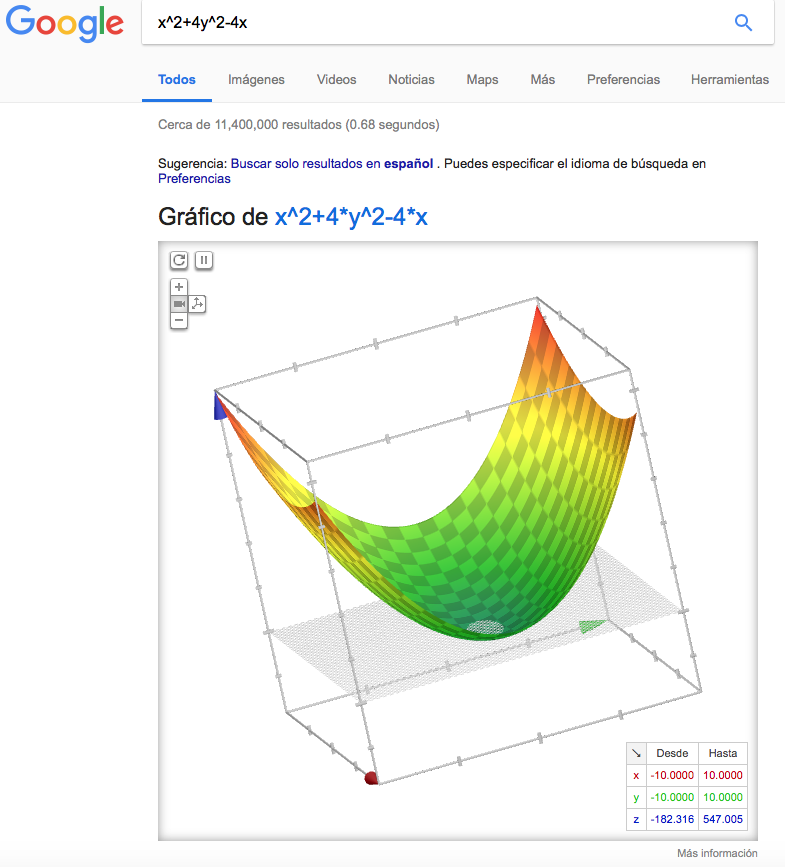 Google
x^2+4y^2-4x
Todos Imágenes Videos Noticias Maps Más Preferencias Herramientas
Cerca de 11,400,000 resultados (0.68 segundos)
Sugerencia: Buscar solo resultados en español . Puedes especificar el idioma de búsqueda en
Preferencias
Gráfico de x^2+4*y^2-4*x
Desde Hasta
x -10.0000 10.0000
y -10.0000 10.0000
z -182.316 547.005
Más información